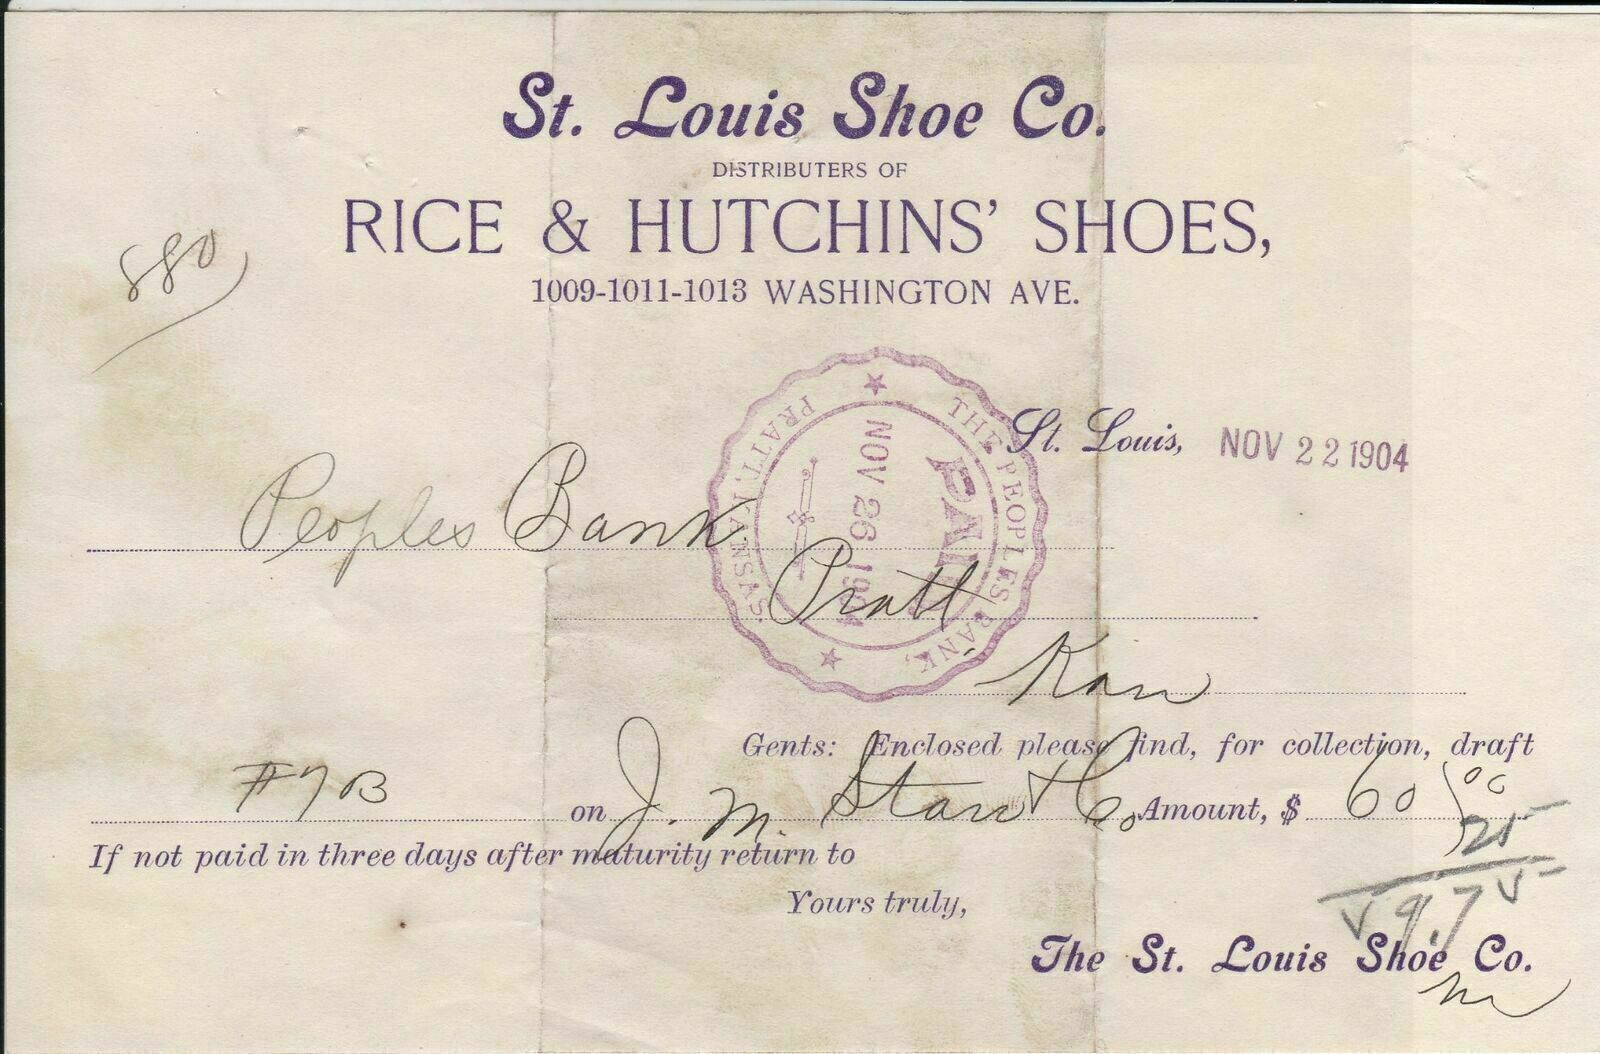 St. Louis Shoe Co.
DISTRIBUTERS OF
RICE & HUTCHINS' SHOES,
1009-1011-1013 WASHINGTON AVE.
880
St. Louis, NOV 22 1904
THE PEOPLES BANK,
PAID
NOV 26 1904
PRATT, KANSAS.
Peoples Bank
Pratt
Kan
Gents: Enclosed please find, for collection, draft
#7B on J. M. Starr & Co Amount, $ 60 00
25
59.75
If not paid in three days after maturity return to
Yours truly,
The St. Louis Shoe Co.